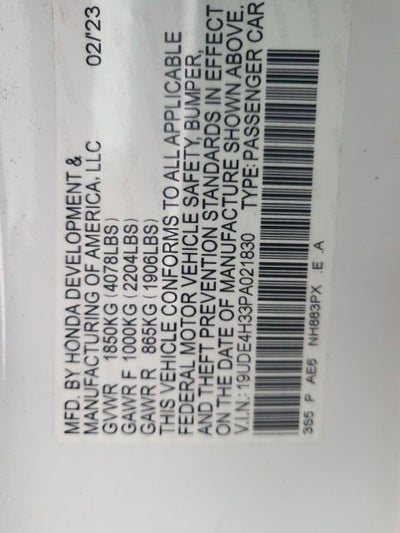 MFD. BY HONDA DEVELOPMENT & 02/'23
MANUFACTURING OF AMERICA, LLC
GVWR 1850KG (4078LBS)
GAWR F 1000KG (2204LBS)
GAWR R 865KG (1906LBS)
THIS VEHICLE CONFORMS TO ALL APPLICABLE
FEDERAL MOTOR VEHICLE SAFETY, BUMPER,
AND THEFT PREVENTION STANDARDS IN EFFECT
ON THE DATE OF MANUFACTURE SHOWN ABOVE.
V.I.N.:19UDE4H33PA021830 TYPE:PASSENGER CAR
3S5 P AE6 NH883PX :E A